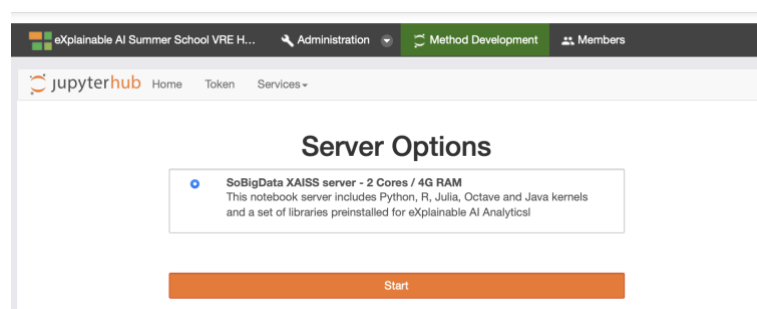 eXplainable AI Summer School VRE H... Administration Method Development Members
jupyterhub Home Token Services
Server Options
SoBigData XAISS server - 2 Cores / 4G RAM
This notebook server includes Python, R, Julia, Octave and Java kernels
and a set of libraries preinstalled for eXplainable AI Analyticsl
Start